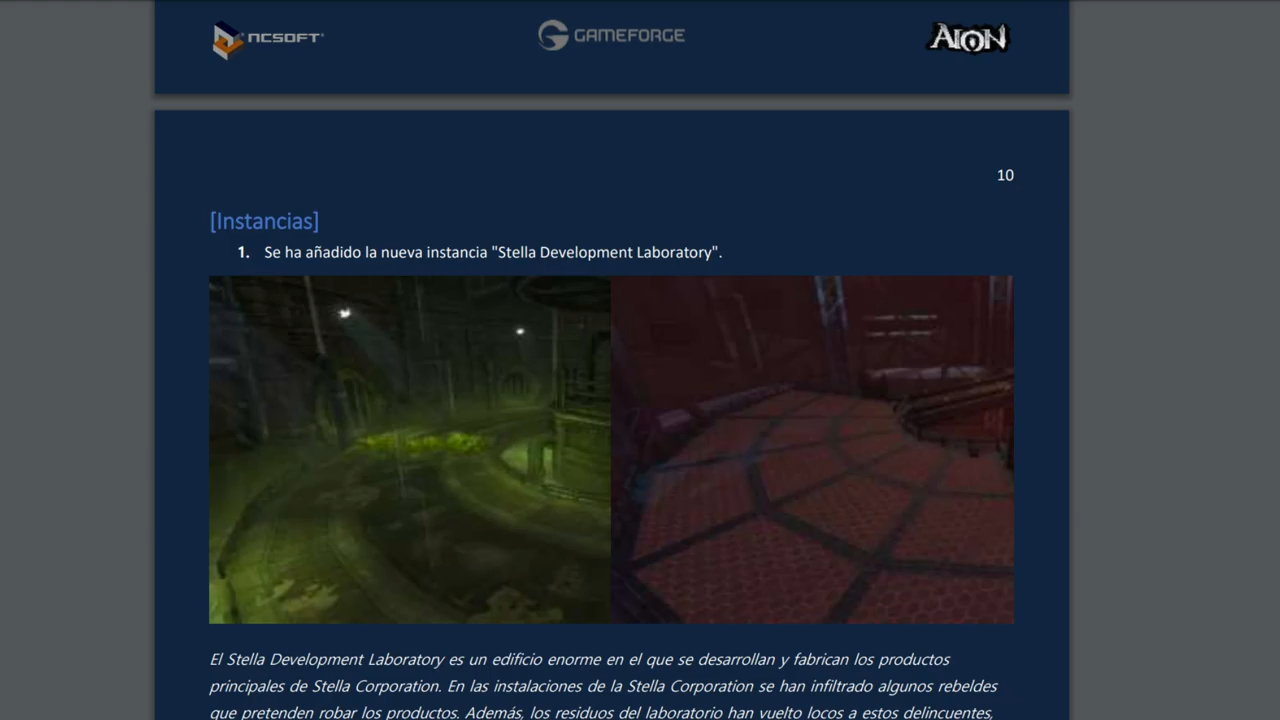 NCSOFT
GAMEFORGE
AION
10
[Instancias]
1. Se ha añadido la nueva instancia "Stella Development Laboratory".
El Stella Development Laboratory es un edificio enorme en el que se desarrollan y fabrican los productos
principales de Stella Corporation. En las instalaciones de la Stella Corporation se han infiltrado algunos rebeldes
que pretenden robar los productos. Además, los residuos del laboratorio han vuelto locos a estos delincuentes,